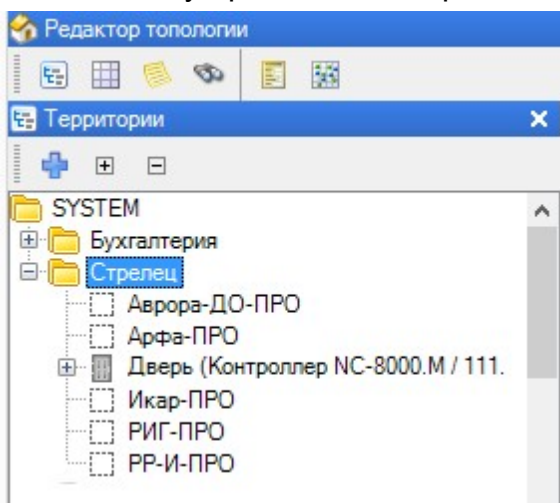 Редактор топологии
Территории
SYSTEM
Бухгалтерия
Стрелец
Аврора-ДО-ПРО
Арфа-ПРО
Дверь (Контроллер NC-8000.M / 111.
Икар-ПРО
РИГ-ПРО
РР-И-ПРО